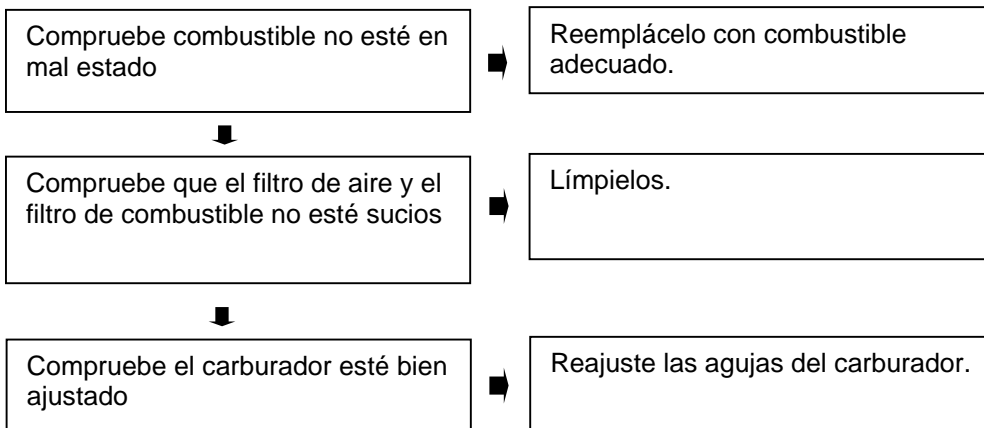 Compruebe combustible no esté en
mal estado
Reemplácelo con combustible
adecuado.
Compruebe que el filtro de aire y el
filtro de combustible no esté sucios
Límpielos.
Compruebe el carburador esté bien
ajustado
Reajuste las agujas del carburador.